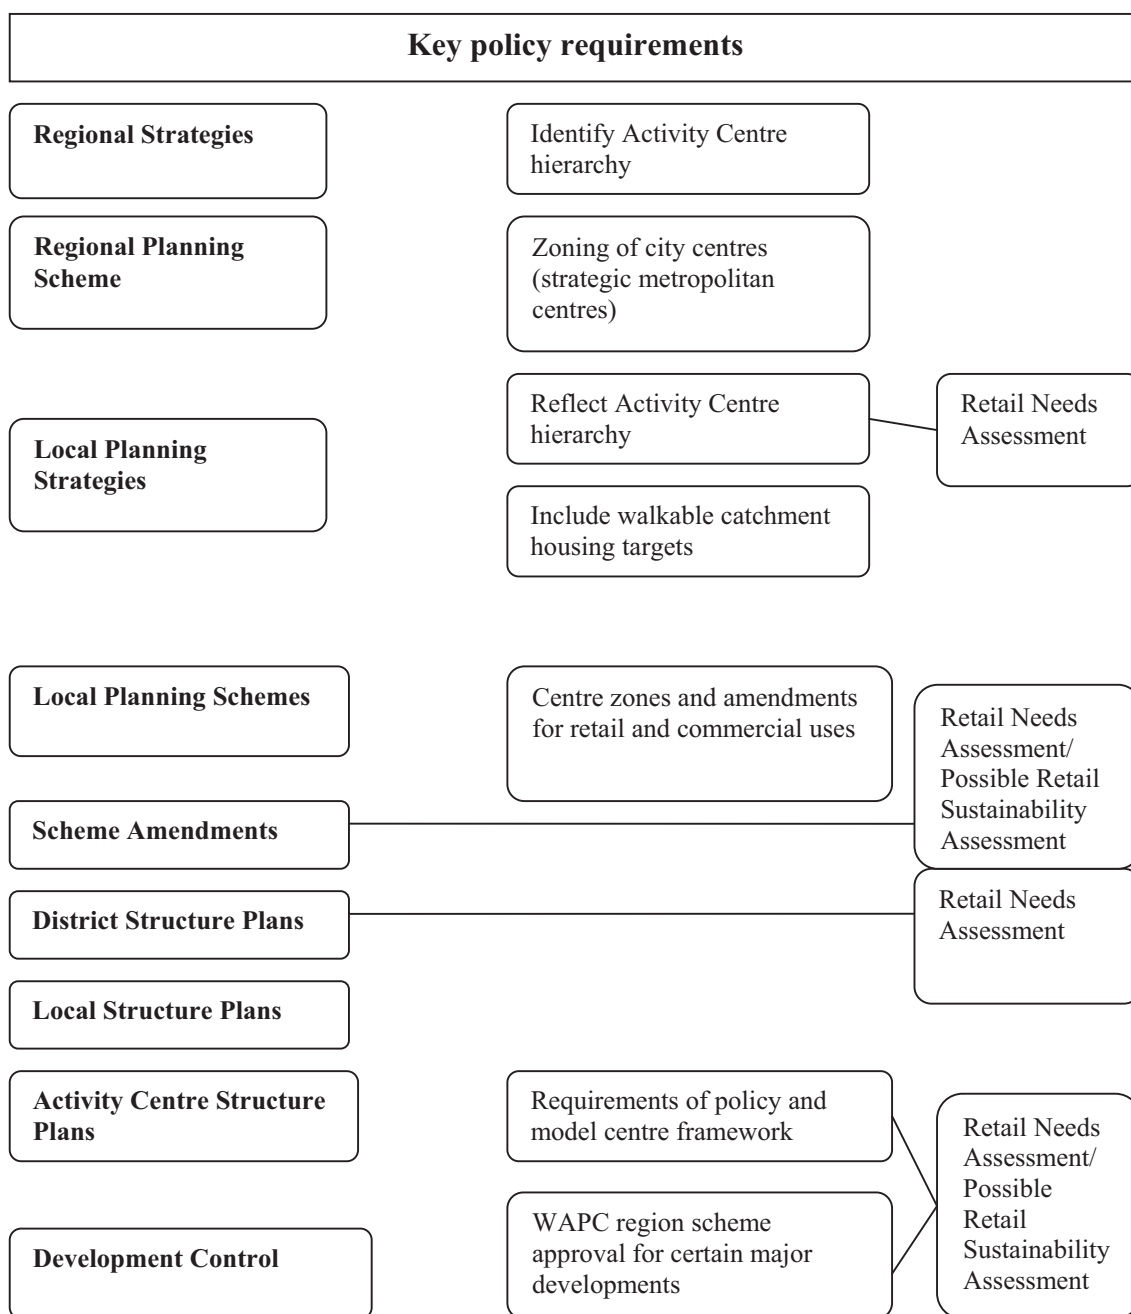 Key policy requirements
Regional Strategies
Identify Activity Centre
hierarchy
Regional Planning
Scheme
Zoning of city centres
(strategic metropolitan
centres)
Local Planning
Strategies
Reflect Activity Centre
hierarchy
Retail Needs
Assessment
Include walkable catchment
housing targets
Local Planning Schemes
Centre zones and amendments
for retail and commercial uses
Retail Needs
Assessment/
Possible Retail
Sustainability
Assessment
Scheme Amendments
District Structure Plans
Retail Needs
Assessment
Local Structure Plans
Activity Centre Structure
Plans
Requirements of policy and
model centre framework
Retail Needs
Assessment/
Possible
Retail
Sustainability
Assessment
Development Control
WAPC region scheme
approval for certain major
developments